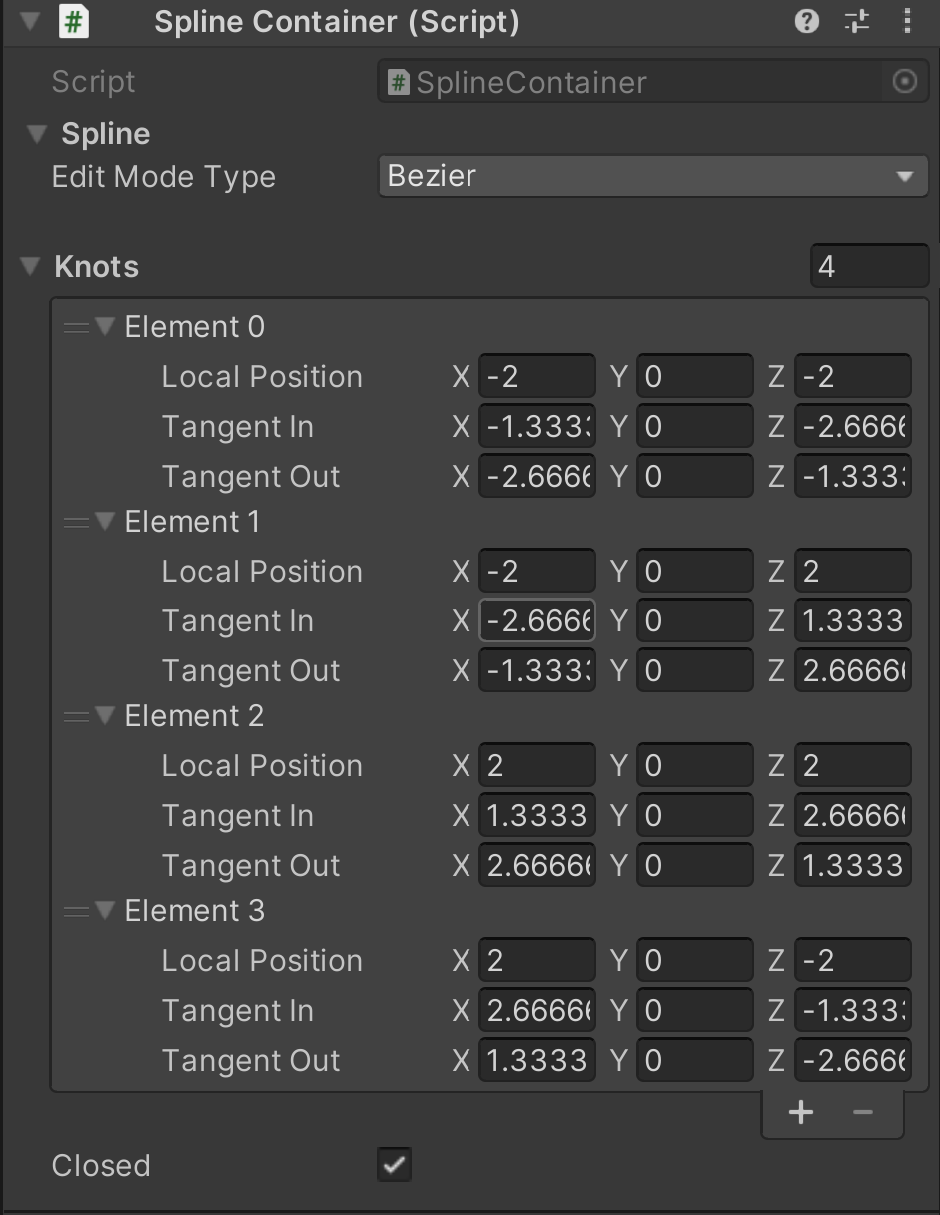 # Spline Container (Script) ?
Script # SplineContainer
Spline
Edit Mode Type Bezier
Knots 4
Element 0
Local Position X -2 Y 0 Z -2
Tangent In X -1.333 Y 0 Z -2.666
Tangent Out X -2.666 Y 0 Z -1.333
Element 1
Local Position X -2 Y 0 Z 2
Tangent In X -2.666 Y 0 Z 1.3333
Tangent Out X -1.333 Y 0 Z 2.6666
Element 2
Local Position X 2 Y 0 Z 2
Tangent In X 1.3333 Y 0 Z 2.6666
Tangent Out X 2.6666 Y 0 Z 1.3333
Element 3
Local Position X 2 Y 0 Z -2
Tangent In X 2.6666 Y 0 Z -1.333
Tangent Out X 1.3333 Y 0 Z -2.666
+ −
Closed